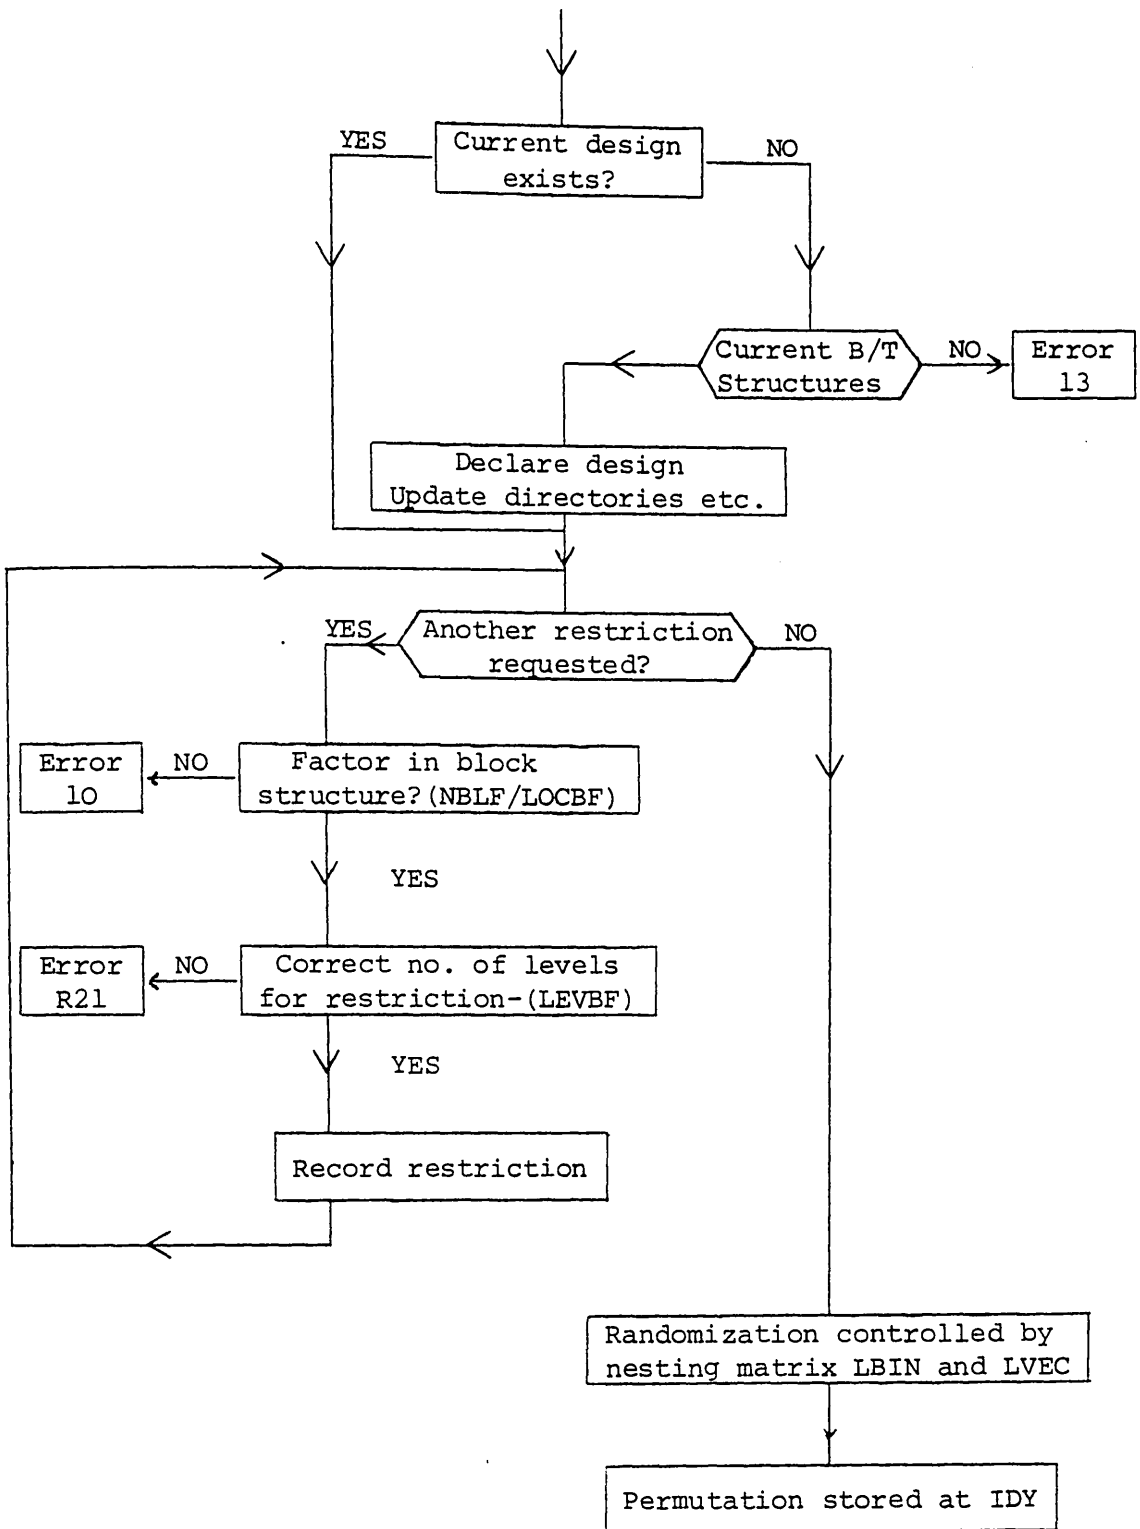 Current design
exists?
YES
NO
Current B/T
Structures
NO
Error
13
Declare design
Update directories etc.
Another restriction
requested?
YES
NO
Factor in block
structure?(NBLF/LOCBF)
NO
Error
10
YES
Correct no. of levels
for restriction-(LEVBF)
NO
Error
R21
YES
Record restriction
Randomization controlled by
nesting matrix LBIN and LVEC
Permutation stored at IDY